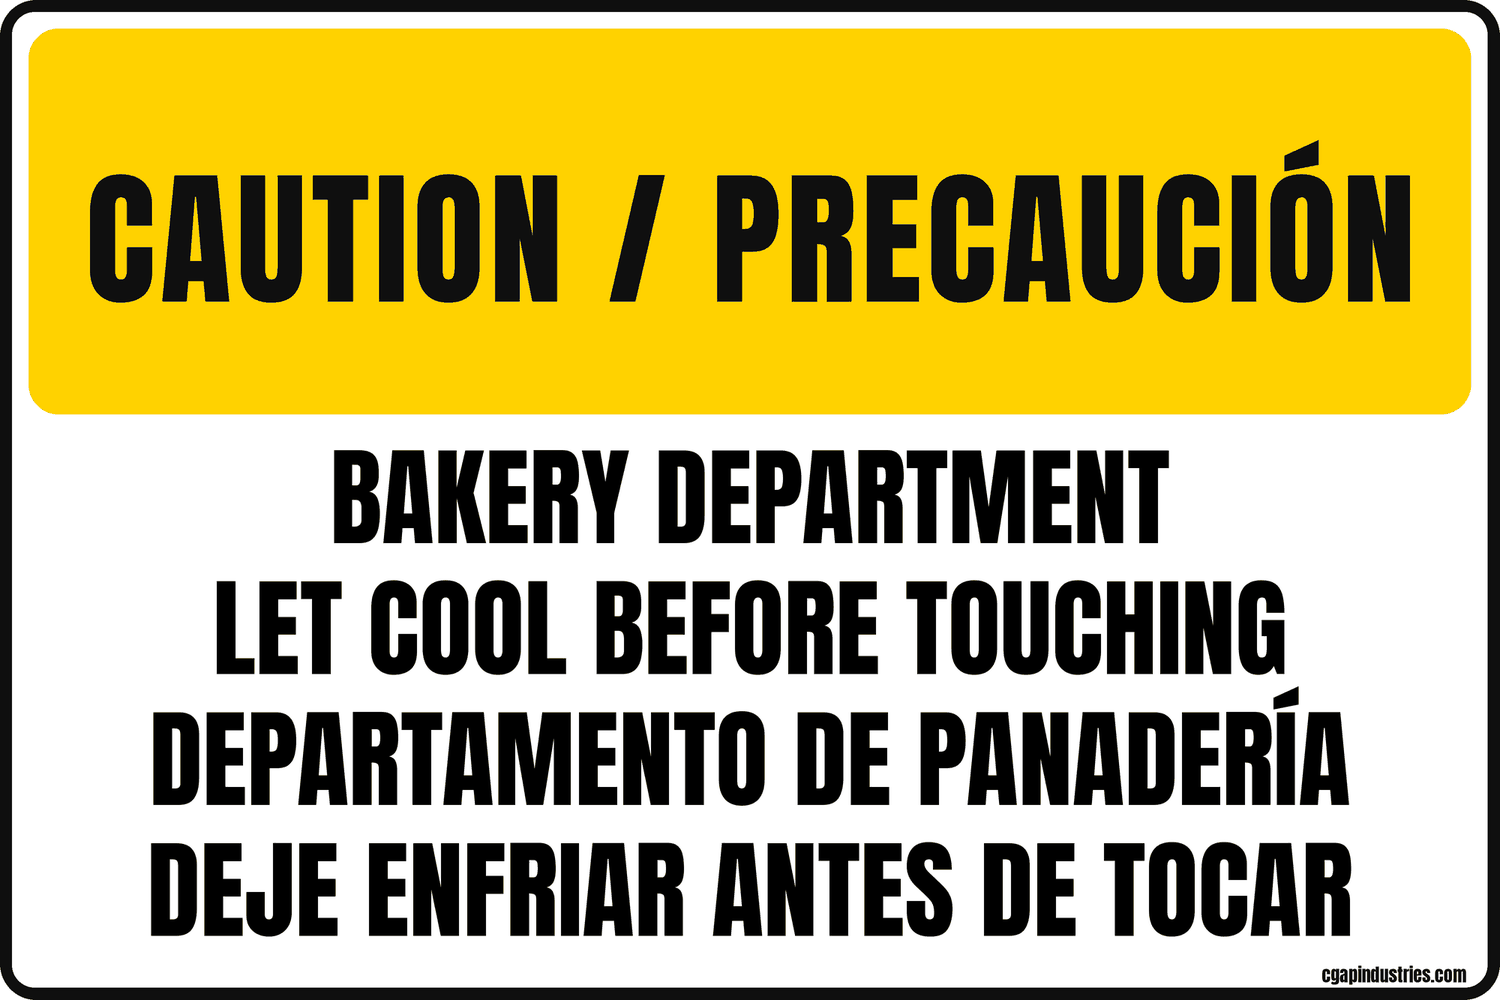 CAUTION / PRECAUCIÓN
BAKERY DEPARTMENT
LET COOL BEFORE TOUCHING
DEPARTAMENTO DE PANADERÍA
DEJE ENFRIAR ANTES DE TOCAR
cgapindustries.com